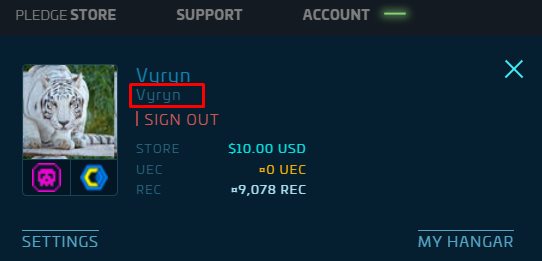 PLEDGE STORE SUPPORT ACCOUNT
Vyryn
Vyryn
SIGN OUT
STORE $10.00 USD
UEC ¤0 UEC
REC ¤9,078 REC
SETTINGS MY HANGAR